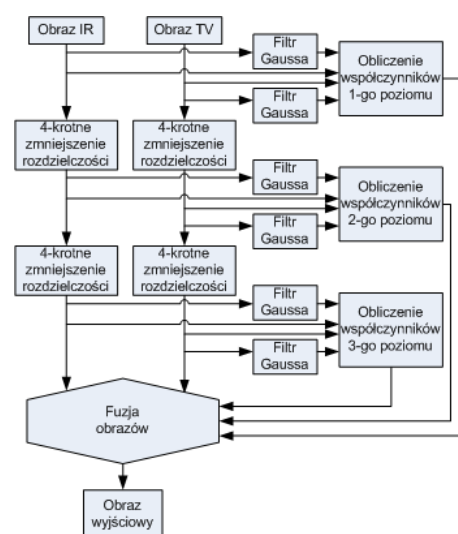 Obraz IR
Obraz TV
Filtr
Gaussa
Obliczenie
współczynników
1-go poziomu
Filtr
Gaussa
4-krotne
zmniejszenie
rozdzielczości
4-krotne
zmniejszenie
rozdzielczości
Filtr
Gaussa
Obliczenie
współczynników
2-go poziomu
Filtr
Gaussa
4-krotne
zmniejszenie
rozdzielczości
4-krotne
zmniejszenie
rozdzielczości
Filtr
Gaussa
Obliczenie
współczynników
3-go poziomu
Filtr
Gaussa
Fuzja
obrazów
Obraz
wyjściowy